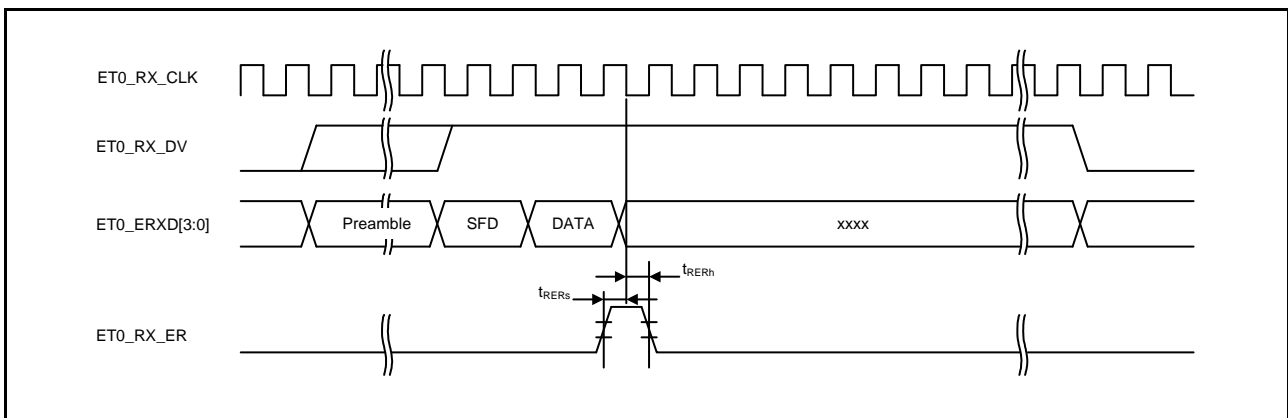 ET0_RX_CLK
ET0_RX_DV
ET0_ERXD[3:0] Preamble SFD DATA xxxx
tRERh
tRERs
ET0_RX_ER